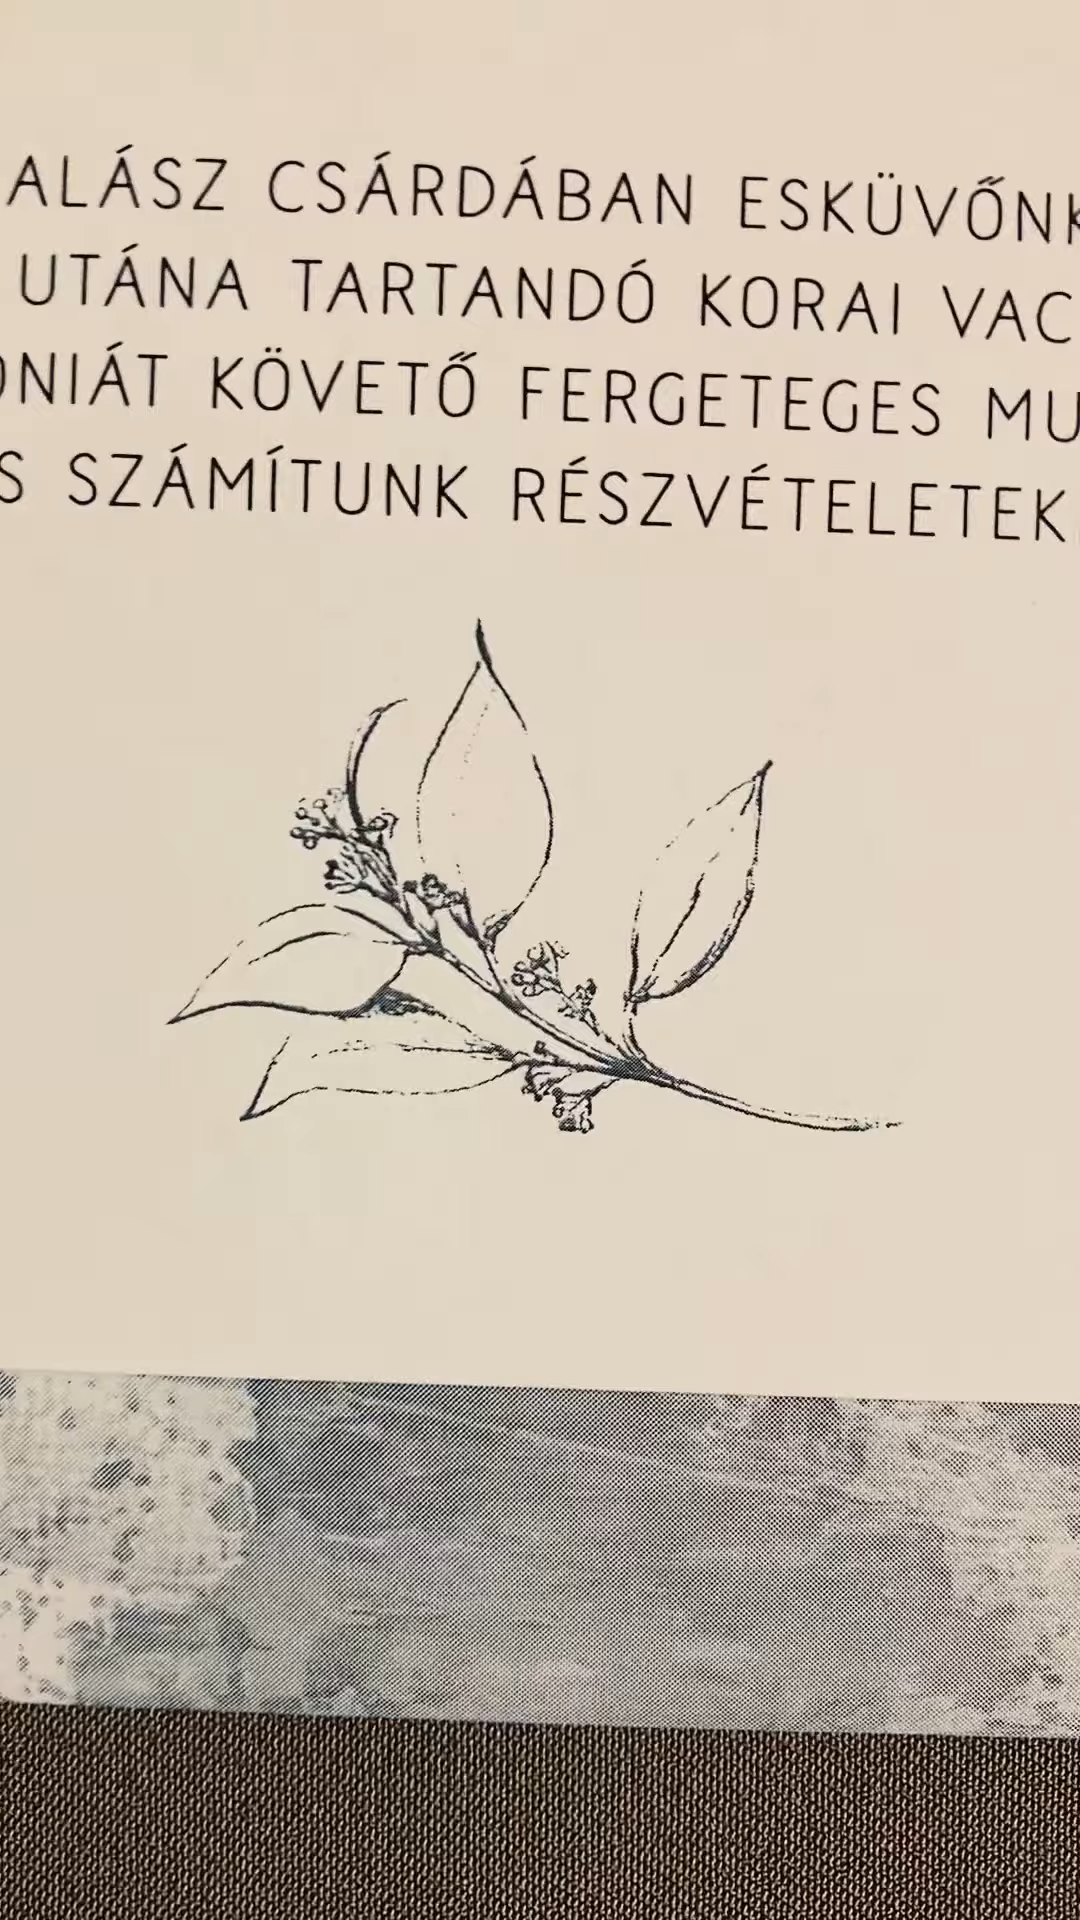 ALÁSZ CSÁRDÁBAN ESKÜVŐNK
UTÁNA TARTANDÓ KORAI VAC
ONIÁT KÖVETŐ FERGETEGES MU
S SZÁMÍTUNK RÉSZVÉTELETEK